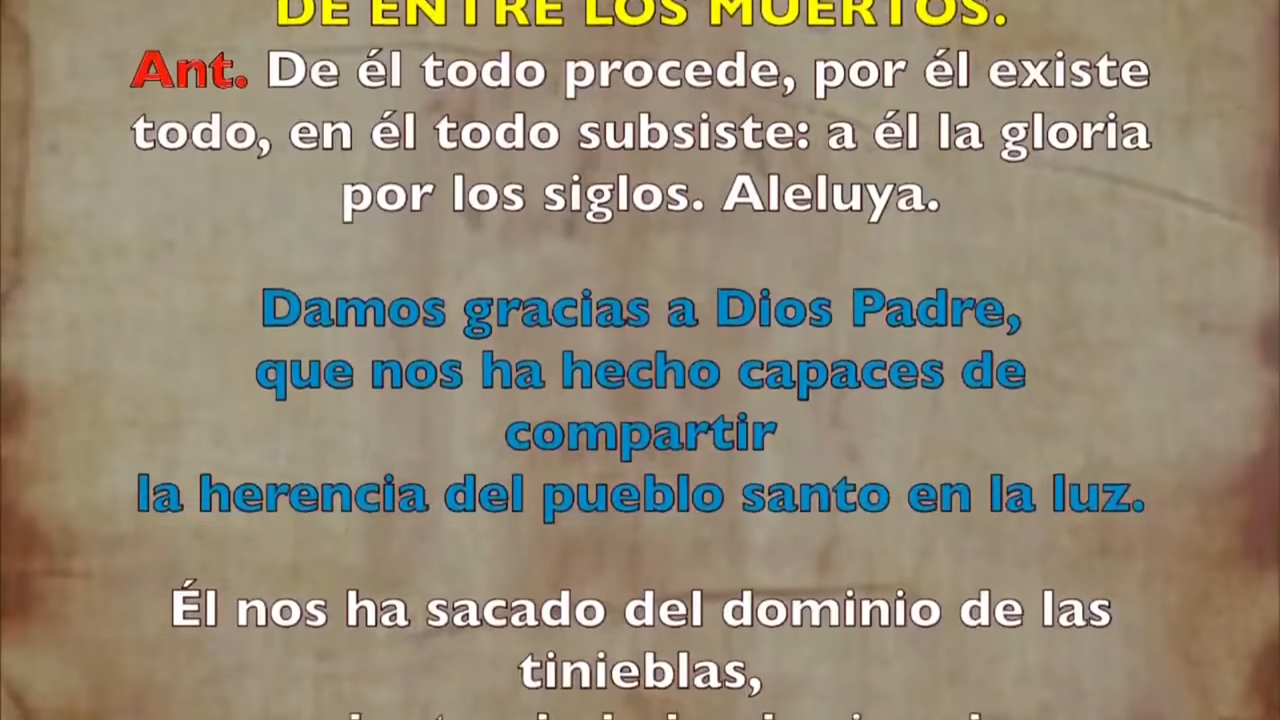 DE ENTRE LOS MUERTOS.
Ant. De él todo procede, por él existe
todo, en él todo subsiste: a él la gloria
por los siglos. Aleluya.
Damos gracias a Dios Padre,
que nos ha hecho capaces de
compartir
la herencia del pueblo santo en la luz.
Él nos ha sacado del dominio de las
tinieblas,